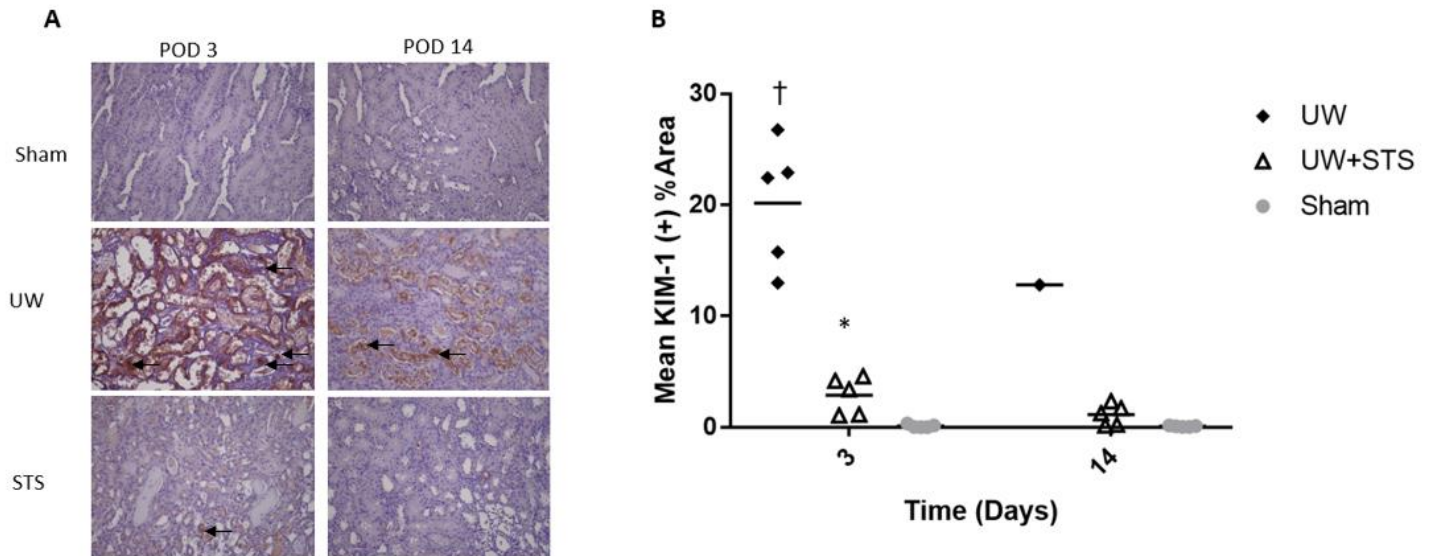 A
POD 3
POD 14
Sham
UW
STS
B
Mean KIM-1 (+) %Area
30
20
10
0
†
*
3
14
Time (Days)
UW
UW+STS
Sham